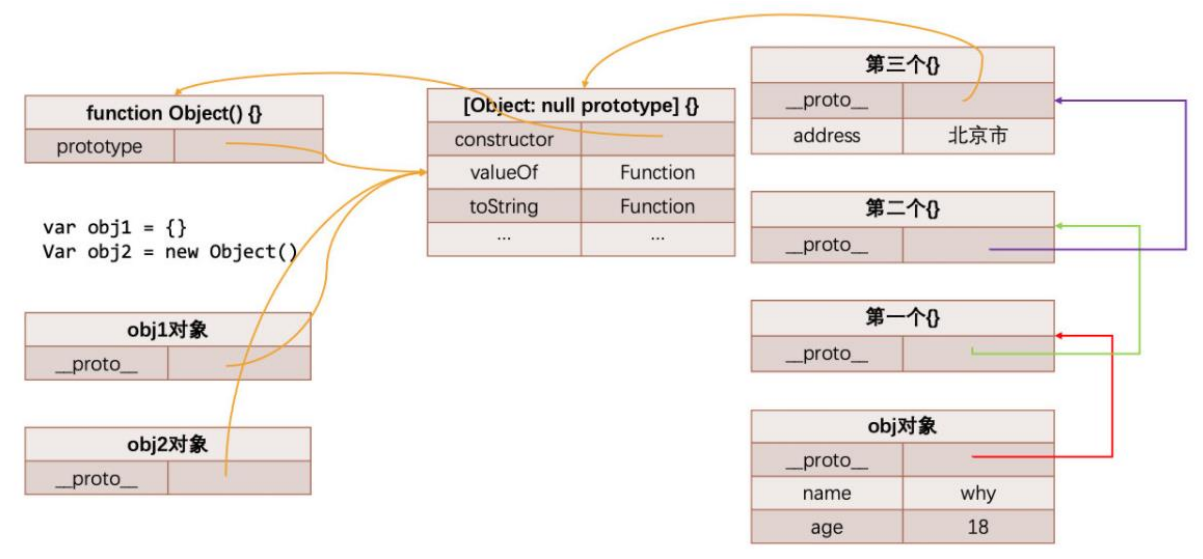 function Object() {}
prototype
var obj1 = {}
Var obj2 = new Object()
obj1对象
__proto__
obj2对象
__proto__
[Object: null prototype] {}
constructor
valueOf Function
toString Function
... ...
第三个{}
__proto__
address 北京市
第二个{}
__proto__
第一个{}
__proto__
obj对象
__proto__
name why
age 18